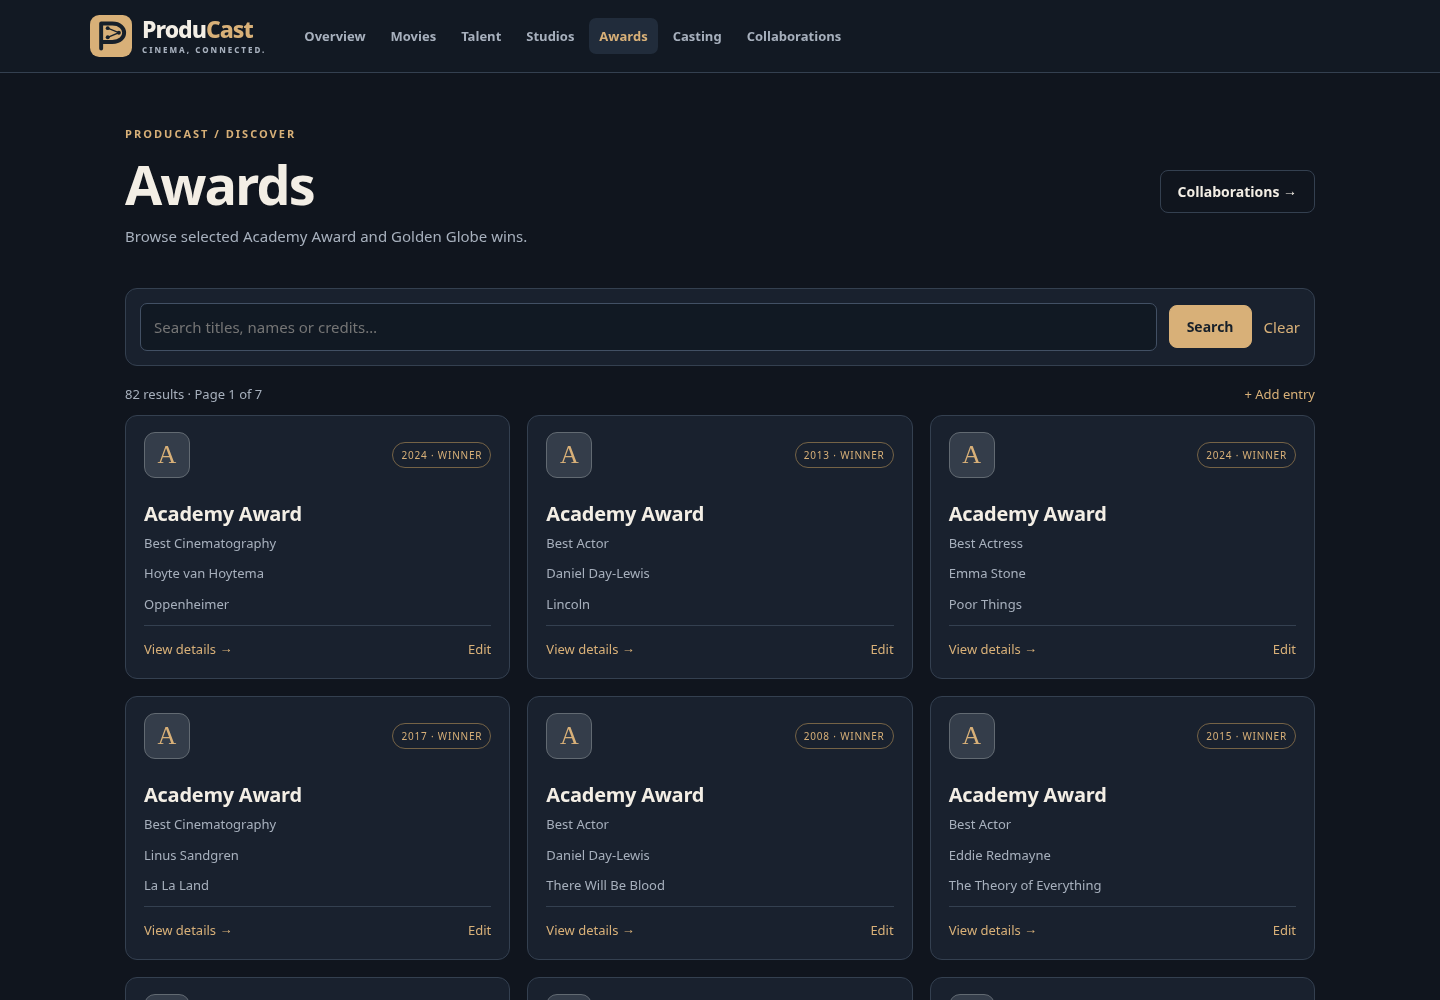 ProduCast
CINEMA, CONNECTED.
Overview Movies Talent Studios Awards Casting Collaborations
PRODUCAST / DISCOVER
Awards
Collaborations →
Browse selected Academy Award and Golden Globe wins.
Search titles, names or credits...
Search
Clear
82 results · Page 1 of 7
+ Add entry
A
2024 · WINNER
Academy Award
Best Cinematography
Hoyte van Hoytema
Oppenheimer
View details →
Edit
A
2013 · WINNER
Academy Award
Best Actor
Daniel Day-Lewis
Lincoln
View details →
Edit
A
2024 · WINNER
Academy Award
Best Actress
Emma Stone
Poor Things
View details →
Edit
A
2017 · WINNER
Academy Award
Best Cinematography
Linus Sandgren
La La Land
View details →
Edit
A
2008 · WINNER
Academy Award
Best Actor
Daniel Day-Lewis
There Will Be Blood
View details →
Edit
A
2015 · WINNER
Academy Award
Best Actor
Eddie Redmayne
The Theory of Everything
View details →
Edit